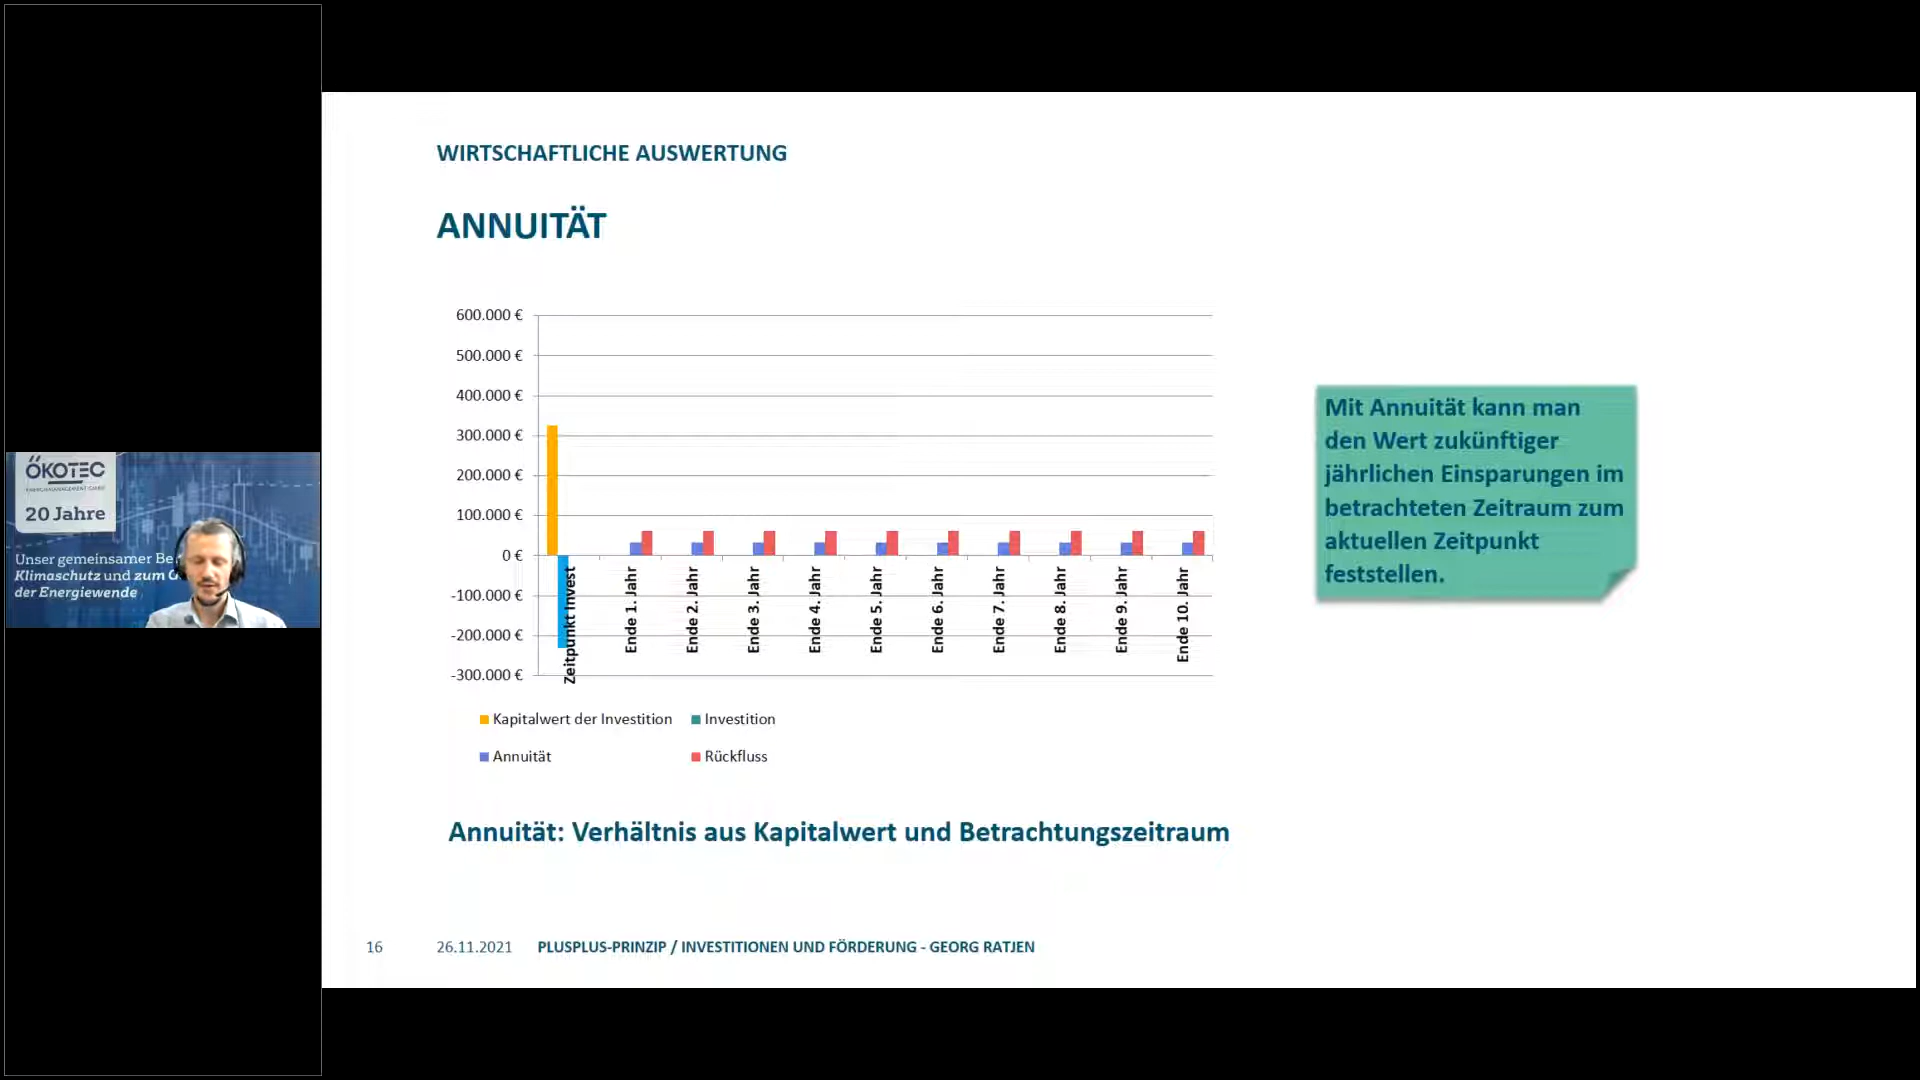 WIRTSCHAFTLICHE AUSWERTUNG
ANNUITÄT
600.000 €
500.000 €
400.000 €
300.000 €
200.000 €
100.000 €
0 €
-100.000 €
-200.000 €
-300.000 €
Zeitpunkt Invest
Ende 1. Jahr
Ende 2. Jahr
Ende 3. Jahr
Ende 4. Jahr
Ende 5. Jahr
Ende 6. Jahr
Ende 7. Jahr
Ende 8. Jahr
Ende 9. Jahr
Ende 10. Jahr
Kapitalwert der Investition
Investition
Annuität
Rückfluss
Mit Annuität kann man
den Wert zukünftiger
jährlichen Einsparungen im
betrachteten Zeitraum zum
aktuellen Zeitpunkt
feststellen.
Annuität: Verhältnis aus Kapitalwert und Betrachtungszeitraum
16 26.11.2021 PLUSPLUS-PRINZIP / INVESTITIONEN UND FÖRDERUNG - GEORG RATJEN
ÖKOTEC
20 Jahre
Unser gemeinsamer Be
Klimaschutz und zum
der Energiewende